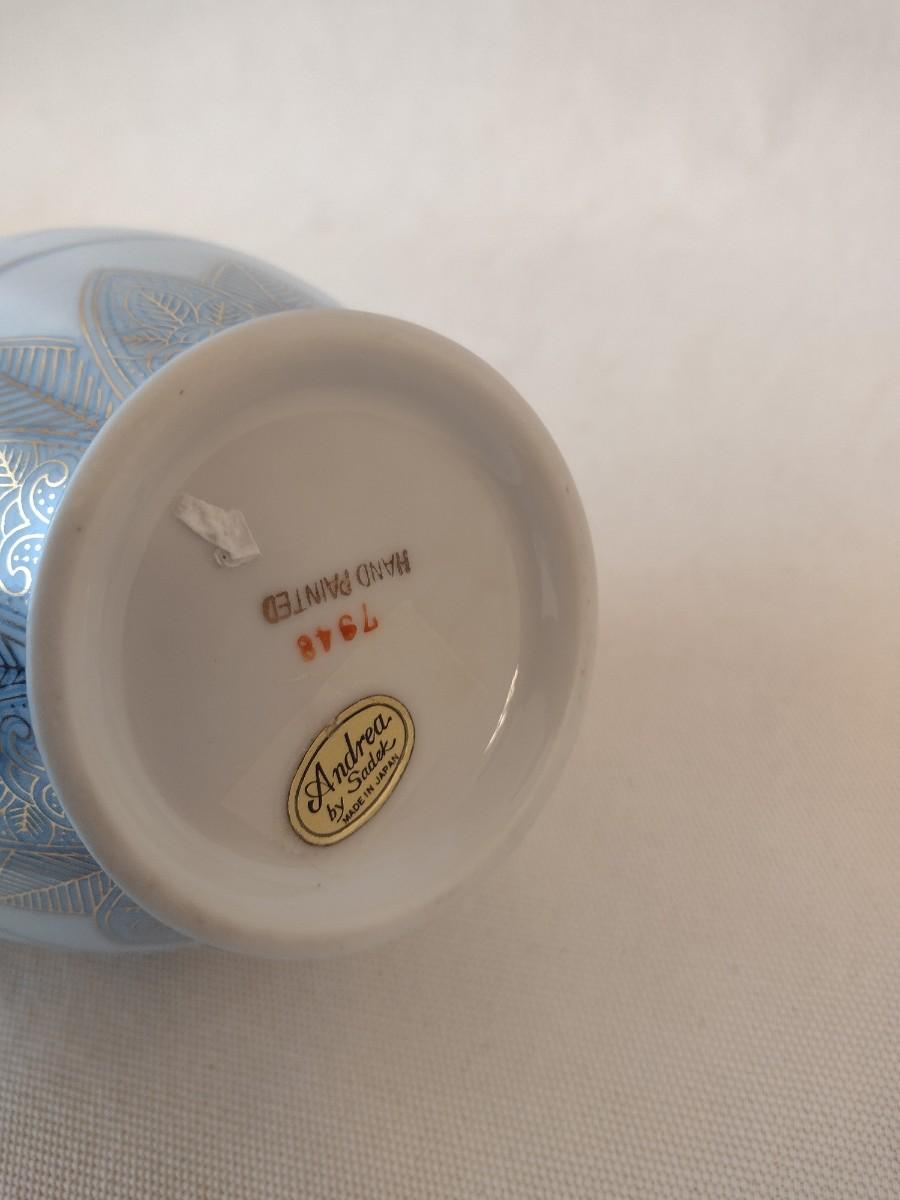 HAND PAINTED
7948
Andrea
by Sadek
MADE IN JAPAN